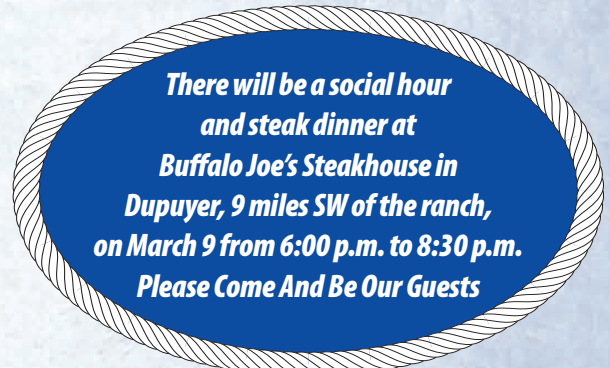 There will be a social hour
and steak dinner at
Buffalo Joe's Steakhouse in
Dupuyer, 9 miles SW of the ranch,
on March 9 from 6:00 p.m. to 8:30 p.m.
Please Come And Be Our Guests